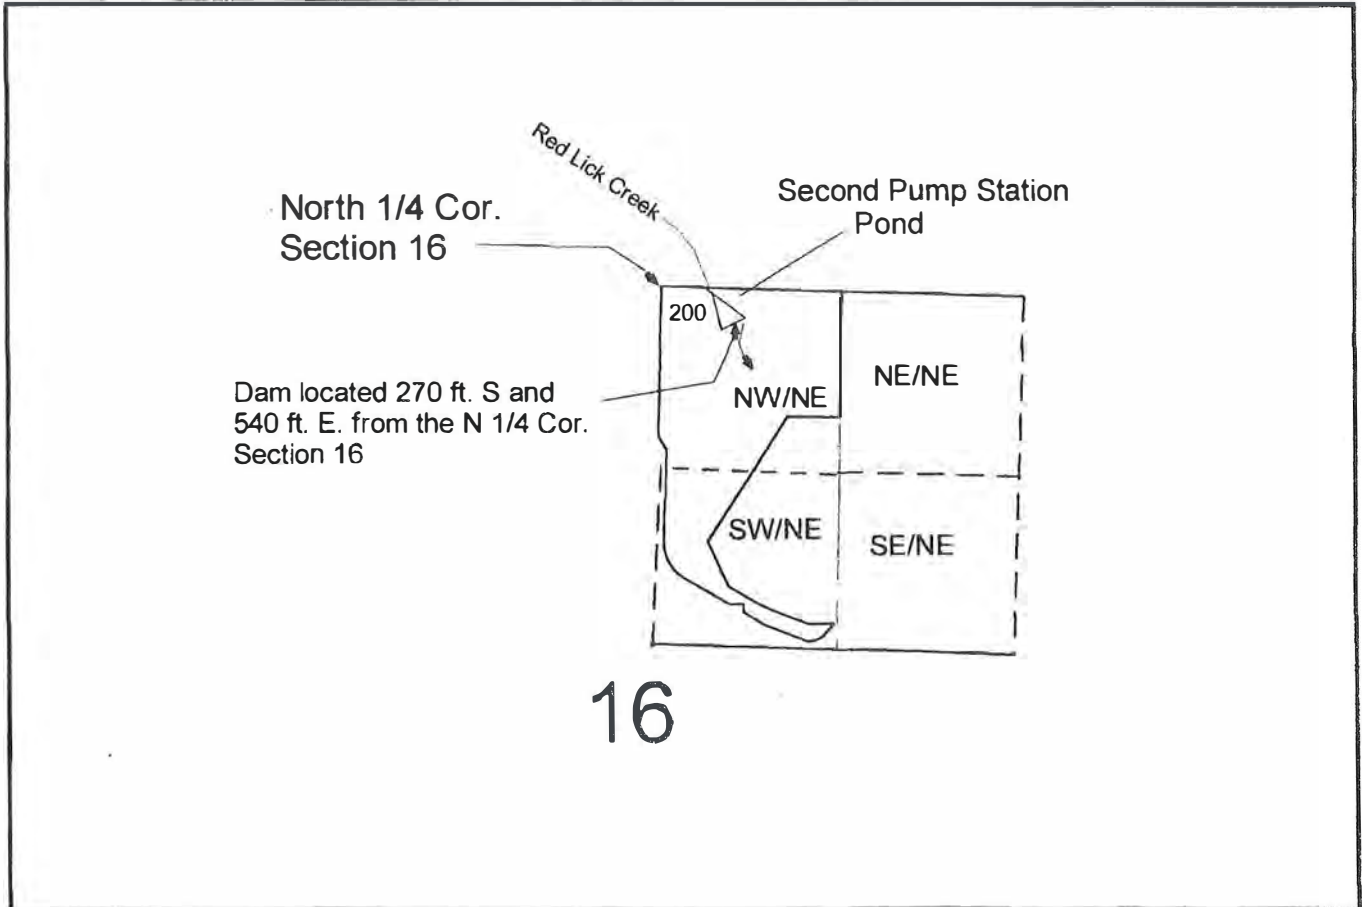 Red Lick Creek
North 1/4 Cor.
Section 16
Second Pump Station
Pond
200
Dam located 270 ft. S and
540 ft. E. from the N 1/4 Cor.
Section 16
NW/NE
NE/NE
SW/NE
SE/NE
16